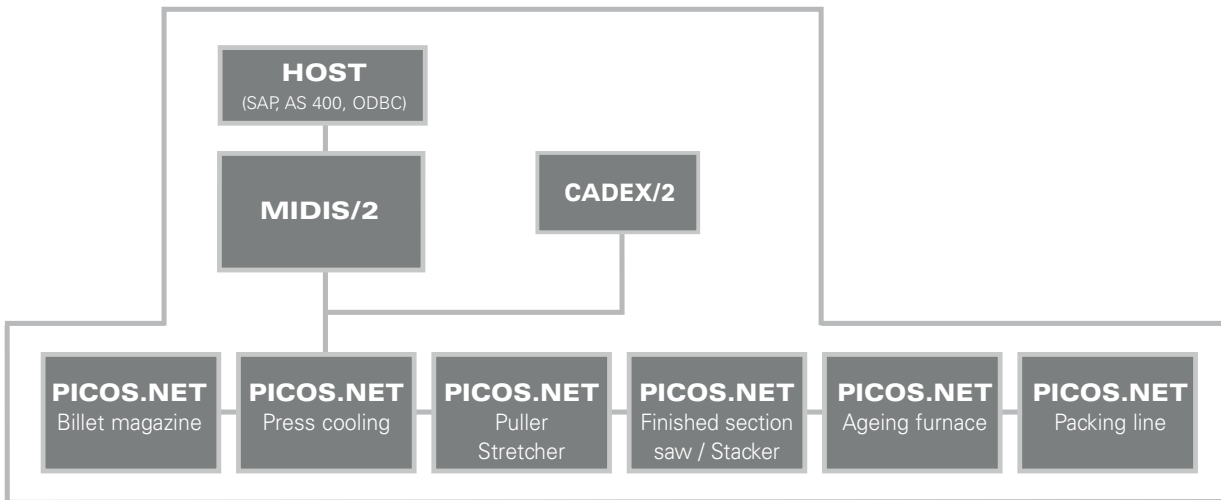 HOST
(SAP, AS 400, ODBC)
MIDIS/2
CADEX/2
PICOS.NET
Billet magazine
PICOS.NET
Press cooling
PICOS.NET
Puller
Stretcher
PICOS.NET
Finished section
saw / Stacker
PICOS.NET
Ageing furnace
PICOS.NET
Packing line